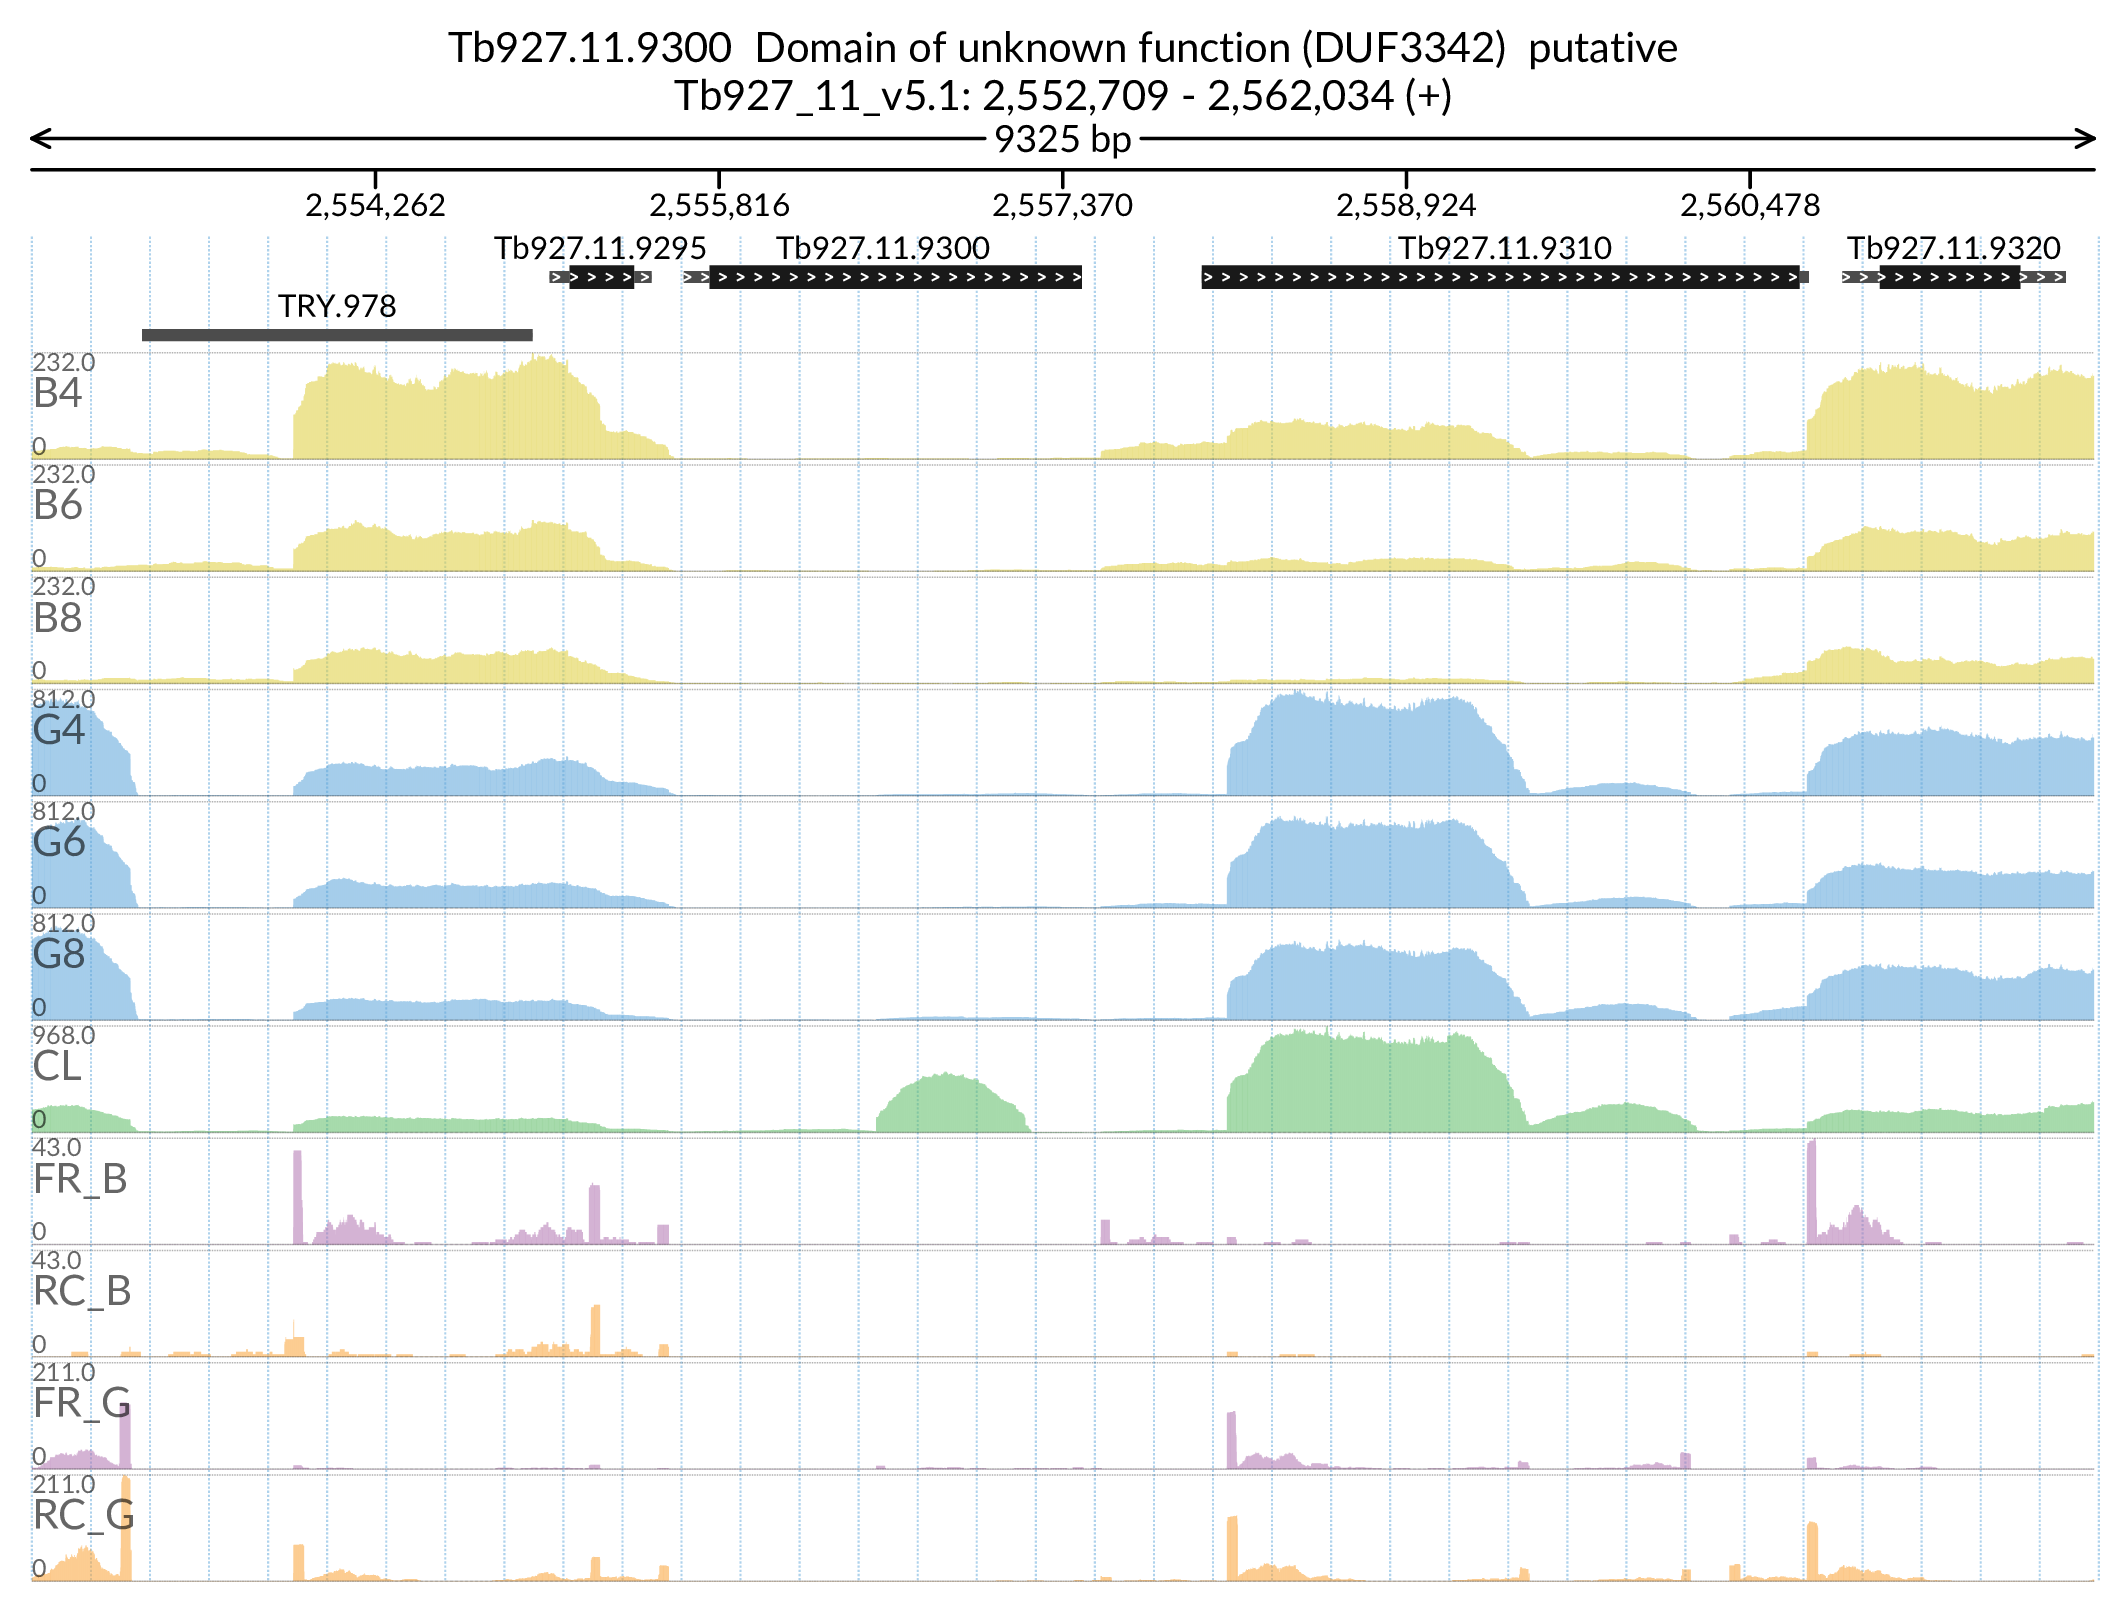 Tb927.11.9300 Domain of unknown function (DUF3342) putative
Tb927_11_v5.1: 2,552,709 - 2,562,034 (+)
9325 bp
2,554,262 2,555,816 2,557,370 2,558,924 2,560,478
Tb927.11.9295 Tb927.11.9300 Tb927.11.9310 Tb927.11.9320
TRY.978
232.0
B4
0
232.0
B6
0
232.0
B8
0
812.0
G4
0
812.0
G6
0
812.0
G8
0
968.0
CL
0
43.0
FR_B
0
43.0
RC_B
0
211.0
FR_G
0
211.0
RC_G
0